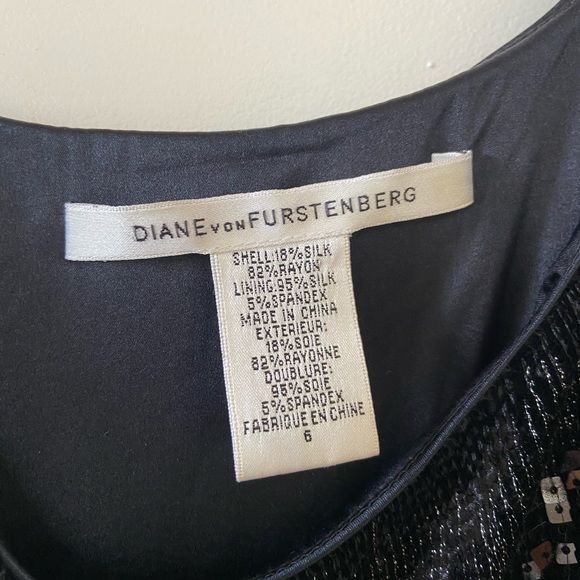 DIANE VON FURSTENBERG
SHELL:18% SILK
82% RAYON
LINING:95% SILK
5% SPANDEX
MADE IN CHINA
EXTERIEUR:
18% SOIE
82% RAYONNE
DOUBLURE:
95% SOIE
5% SPANDEX
FABRIQUE EN CHINE
6